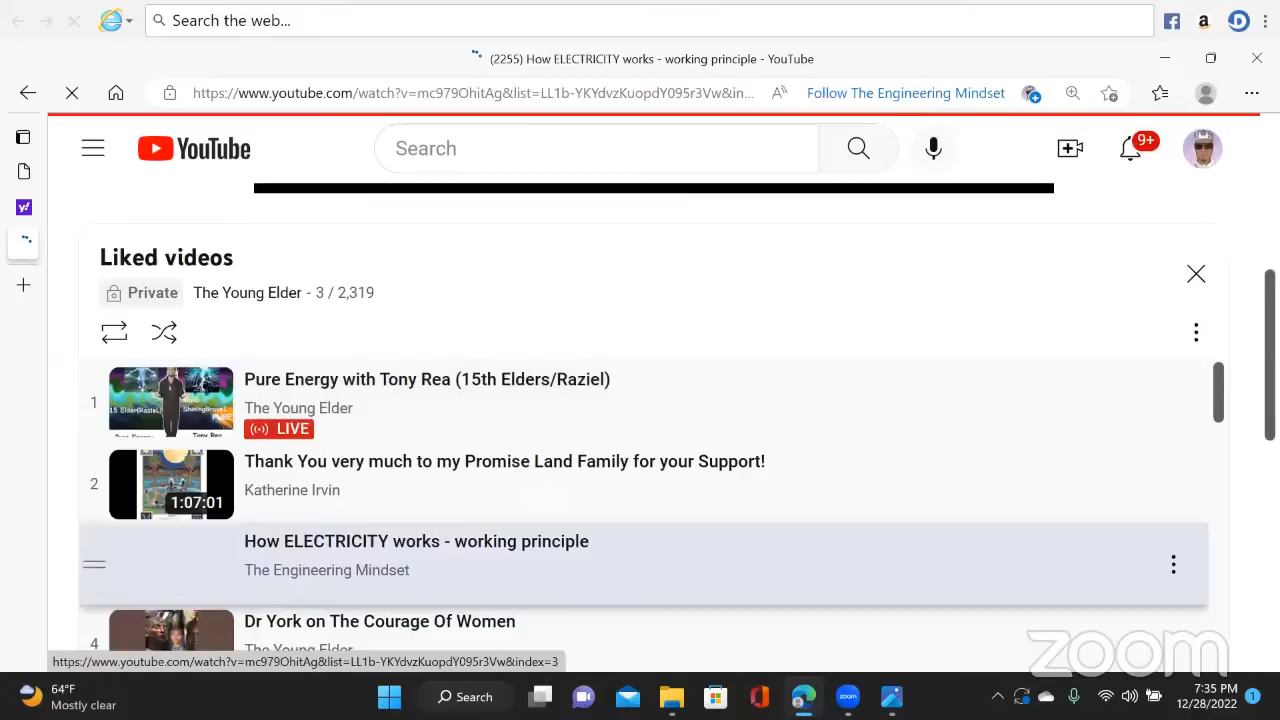 Search the web...
(2255) How ELECTRICITY works - working principle - YouTube
https://www.youtube.com/watch?v=mc979OhitAg&list=LL1b-YKYdvzKuopdY095r3Vw&in...
Follow The Engineering Mindset
YouTube
Search
9+
Liked videos
Private The Young Elder - 3 / 2,319
1
Pure Energy with Tony Rea (15th Elders/Raziel)
The Young Elder
LIVE
2
1:07:01
Thank You very much to my Promise Land Family for your Support!
Katherine Irvin
How ELECTRICITY works - working principle
The Engineering Mindset
4
Dr York on The Courage Of Women
The Young Elder
zoom
https://www.youtube.com/watch?v=mc979OhitAg&list=LL1b-YKYdvzKuopdY095r3Vw&index=3
64°F
Mostly clear
Search
zoom
7:35 PM
12/28/2022
1